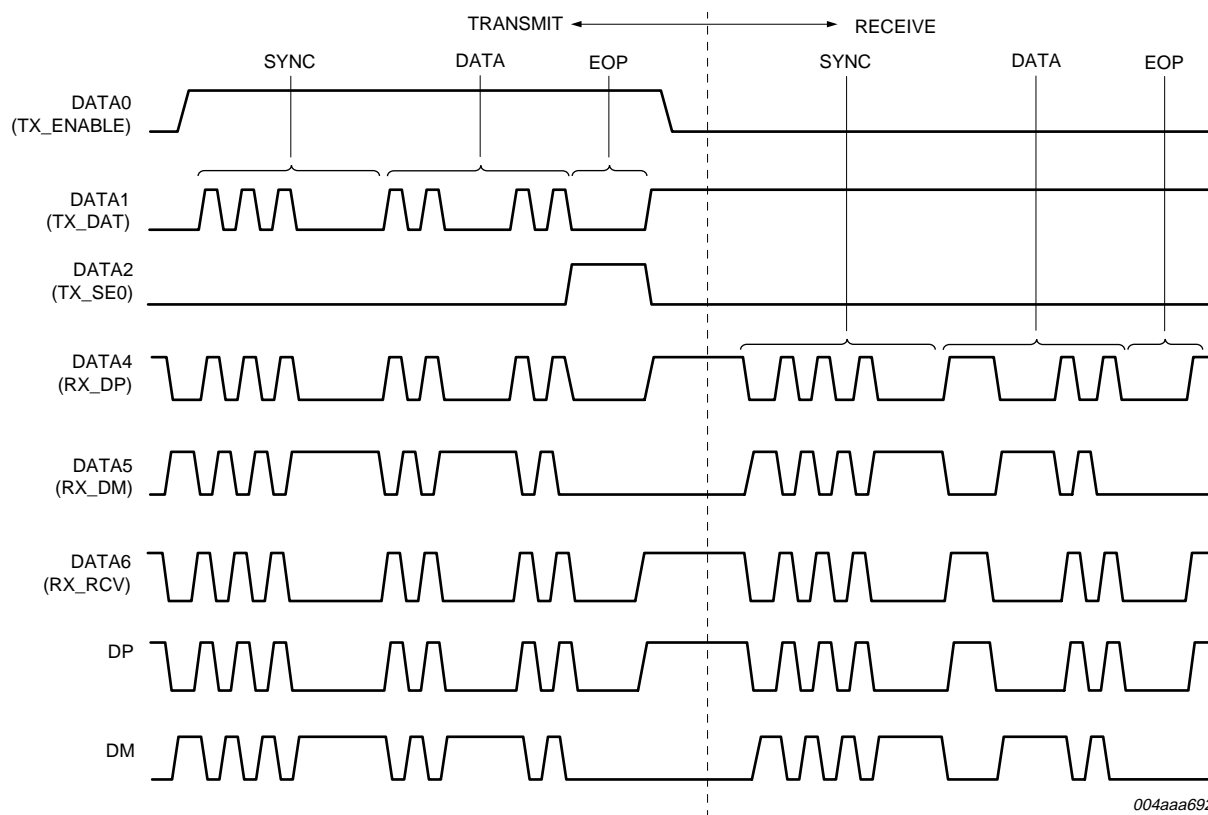 TRANSMIT
RECEIVE
SYNC
DATA
EOP
SYNC
DATA
EOP
DATA0
(TX_ENABLE)
DATA1
(TX_DAT)
DATA2
(TX_SE0)
DATA4
(RX_DP)
DATA5
(RX_DM)
DATA6
(RX_RCV)
DP
DM
004aaa692